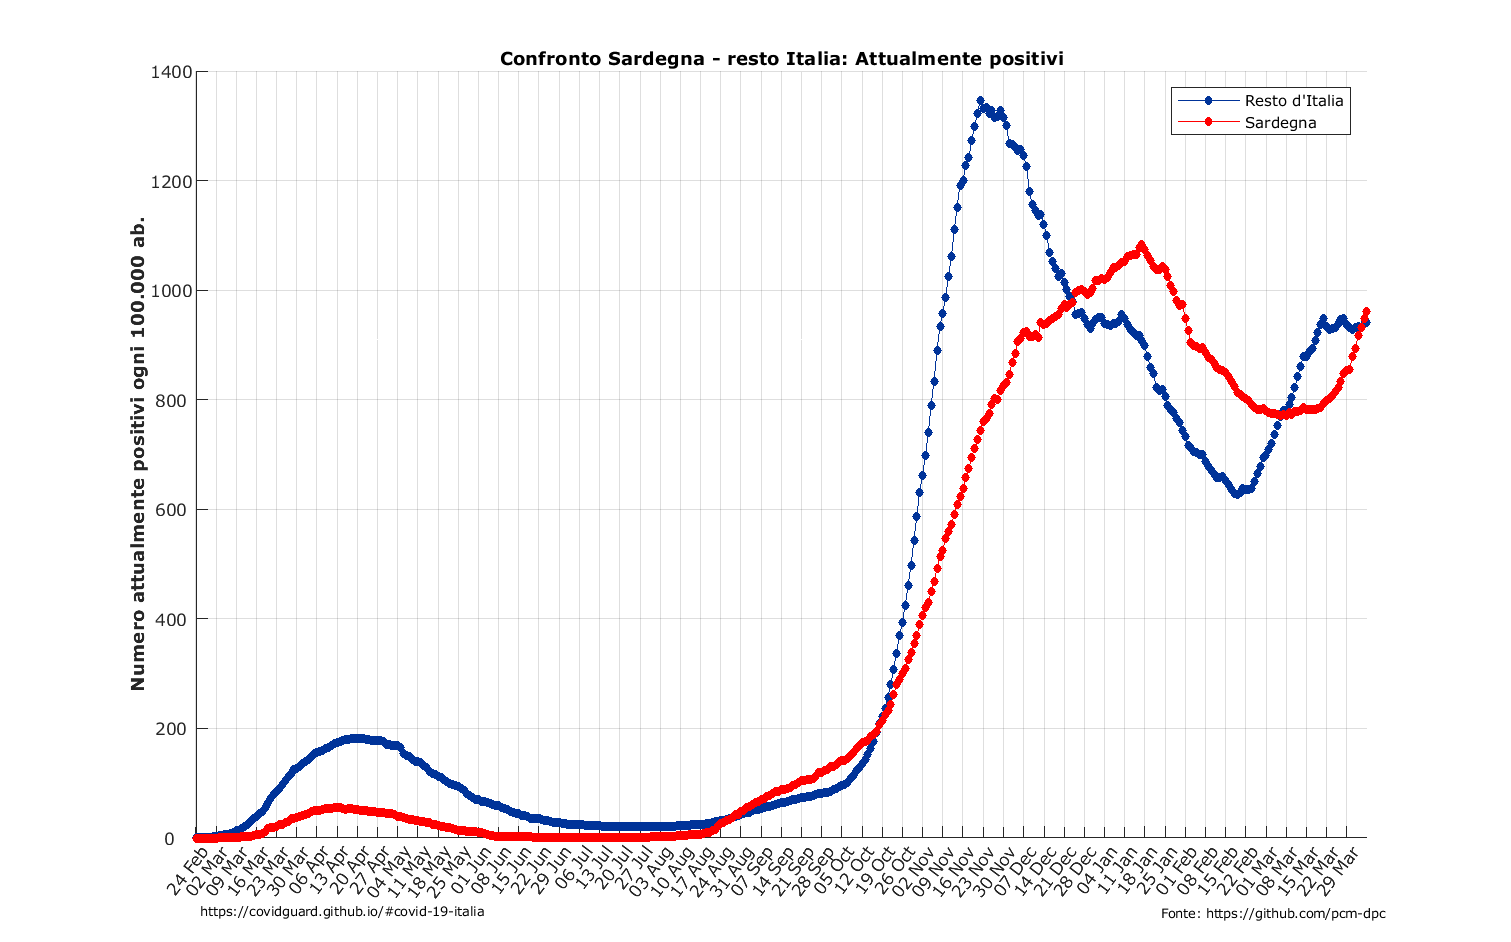 Confronto Sardegna - resto Italia: Attualmente positivi
1400
1200
1000
800
600
400
200
0
Numero attualmente positivi ogni 100.000 ab.
Resto d'Italia
Sardegna
24 Feb
02 Mar
09 Mar
16 Mar
23 Mar
30 Mar
06 Apr
13 Apr
20 Apr
27 Apr
04 May
11 May
18 May
25 May
01 Jun
08 Jun
15 Jun
22 Jun
29 Jun
06 Jul
13 Jul
20 Jul
27 Jul
03 Aug
10 Aug
17 Aug
24 Aug
31 Aug
07 Sep
14 Sep
21 Sep
28 Sep
05 Oct
12 Oct
19 Oct
26 Oct
02 Nov
09 Nov
16 Nov
23 Nov
30 Nov
07 Dec
14 Dec
21 Dec
28 Dec
04 Jan
11 Jan
18 Jan
25 Jan
01 Feb
08 Feb
15 Feb
22 Feb
01 Mar
08 Mar
15 Mar
22 Mar
29 Mar
https://covidguard.github.io/#covid-19-italia
Fonte: https://github.com/pcm-dpc